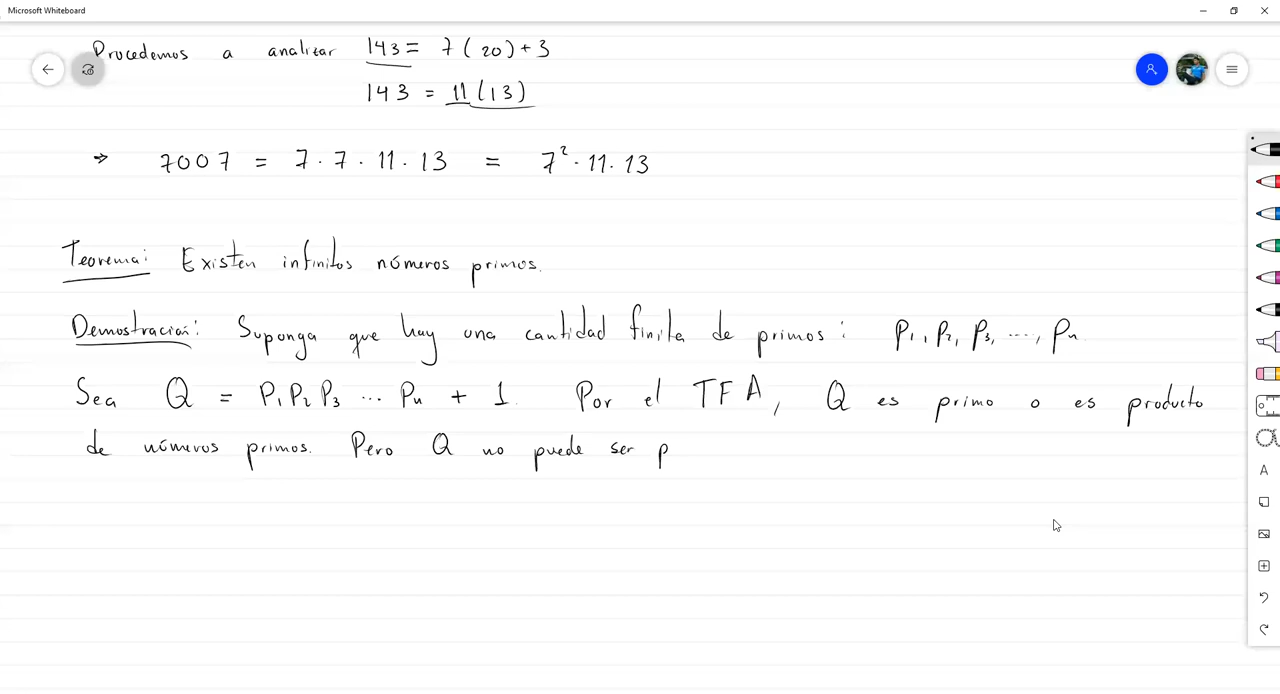 Microsoft Whiteboard
Procedemos a analizar 143 = 7(20)+3
143 = 11(13)
⇒ 7007 = 7·7·11·13 = 7²·11·13
Teorema: Existen infinitos números primos.
Demostración: Suponga que hay una cantidad finita de primos: P₁, P₂, P₃, ..., Pₙ.
Sea Q = P₁P₂P₃ ... Pₙ + 1. Por el TFA, Q es primo o es producto
de números primos. Pero Q no puede ser p
A